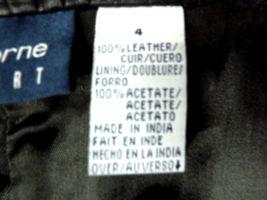 orne
RT
4
100% LEATHER/
CUIR/CUERO
LINING/DOUBLURE/
FORRO
100% ACETATE/
ACETATE/
ACETATO
MADE IN INDIA
FAIT EN INDE
HECHO EN LA INDIA
OVER/AU VERSO↓